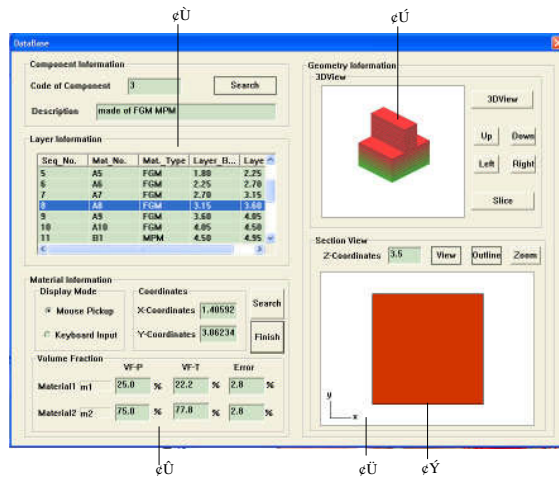 ¢Ù
¢Ú
DataBase
Component Information
Code of Component 3 Search
Description made of FGM MPM
Layer Information
Seq_No. Mat_No. Mat_Type Layer_B... Laye
5 A5 FGM 1.80 2.25
6 A6 FGM 2.25 2.70
7 A7 FGM 2.70 3.15
8 A8 FGM 3.15 3.60
9 A9 FGM 3.60 4.05
10 A10 FGM 4.05 4.50
11 B1 MPM 4.50 4.95
Material Information
Display Mode
Mouse Pickup
Keyboard Input
Coordinates
X-Coordinates 1.40592
Y-Coordinates 3.06234
Search
Finish
Volume Fraction
VF-P VF-T Error
Material1 m1 25.0 % 22.2 % 2.8 %
Material2 m2 75.0 % 77.8 % 2.8 %
Geometry Information
3DView
3DView
Up Down
Left Right
Slice
Section View
Z-Coordinates 3.5 View Outline Zoom
y
x
¢Û
¢Ü
¢Ý